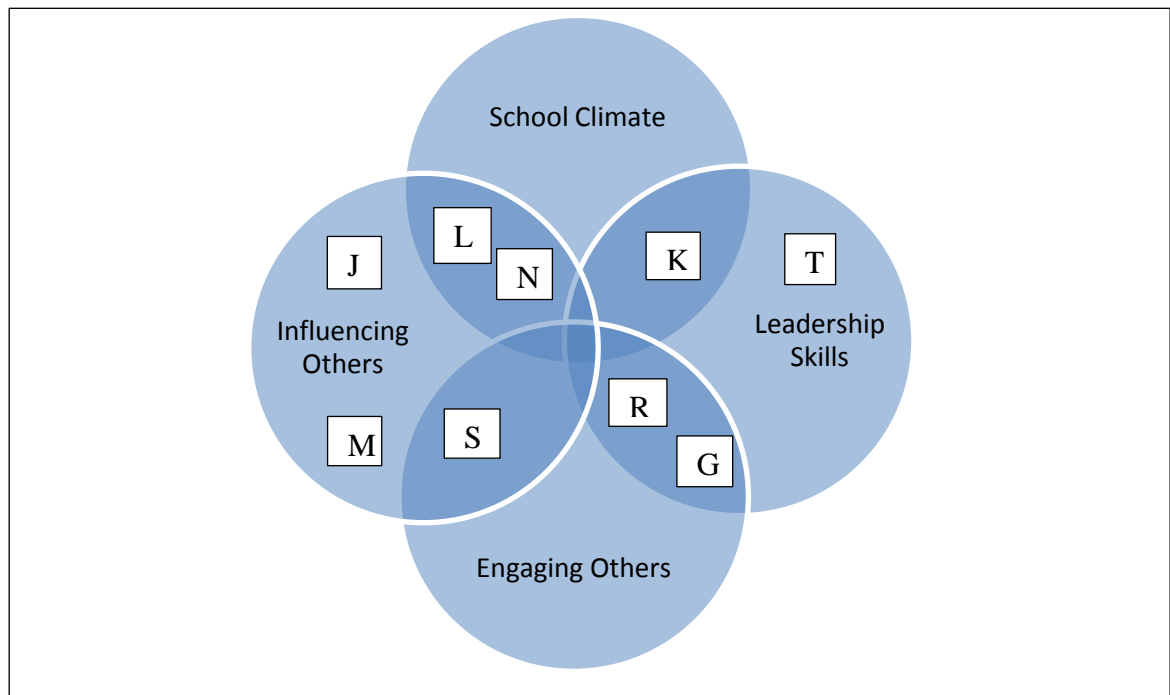 School Climate
L
J
N
K
T
Influencing
Others
Leadership
Skills
R
M
S
G
Engaging Others